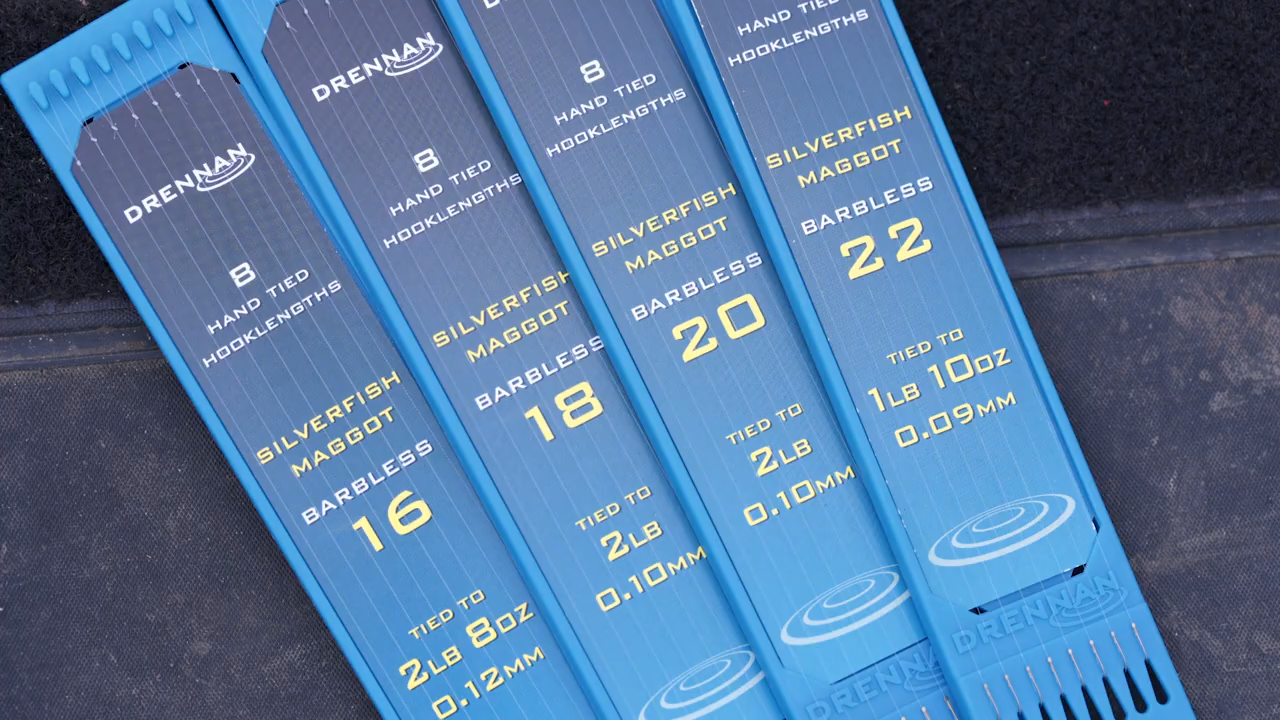 DRENNAN
8
HAND TIED
HOOKLENGTHS
SILVERFISH
MAGGOT
BARBLESS
16
TIED TO
2LB 8OZ
0.12MM
DRENNAN
8
HAND TIED
HOOKLENGTHS
SILVERFISH
MAGGOT
BARBLESS
18
TIED TO
2LB
0.10MM
8
HAND TIED
HOOKLENGTHS
SILVERFISH
MAGGOT
BARBLESS
20
TIED TO
2LB
0.10MM
DRENNAN
HAND TIED
HOOKLENGTHS
SILVERFISH
MAGGOT
BARBLESS
22
TIED TO
1LB 10OZ
0.09MM
DRENNAN